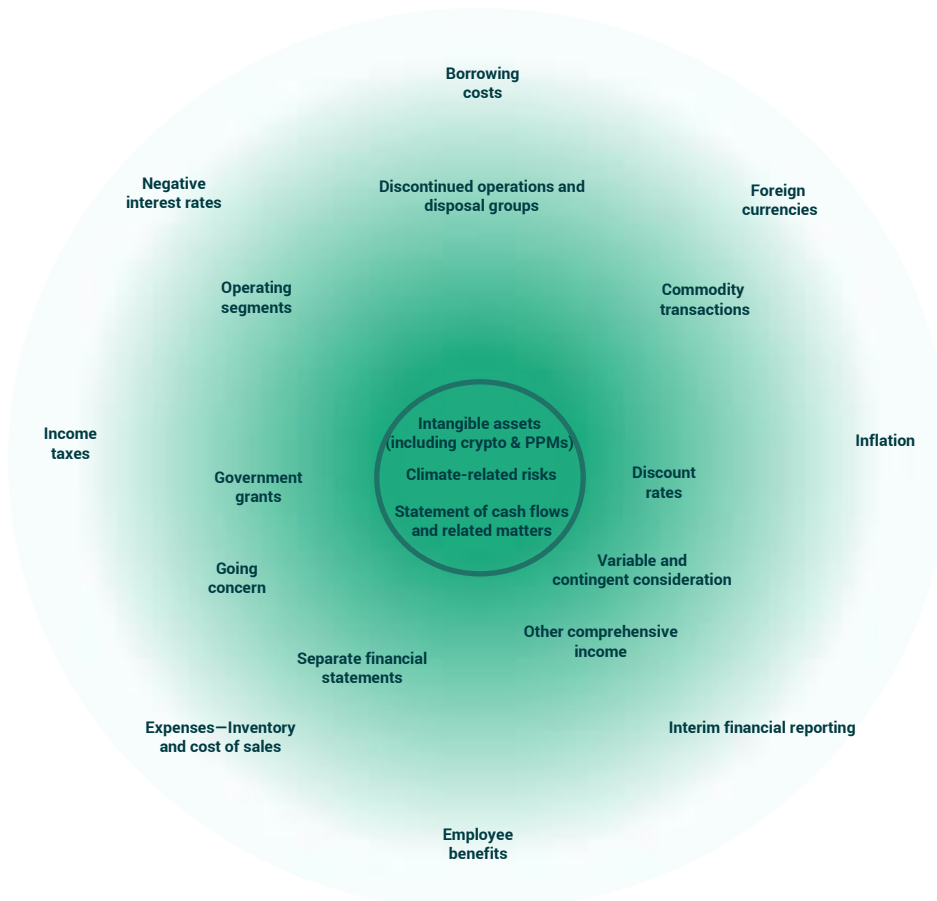 Borrowing
costs
Negative
interest rates
Discontinued operations and
disposal groups
Foreign
currencies
Operating
segments
Commodity
transactions
Intangible assets
(including crypto & PPMs)
Climate-related risks
Statement of cash flows
and related matters
Income
taxes
Inflation
Government
grants
Discount
rates
Going
concern
Variable and
contingent consideration
Other comprehensive
income
Separate financial
statements
Expenses—Inventory
and cost of sales
Interim financial reporting
Employee
benefits